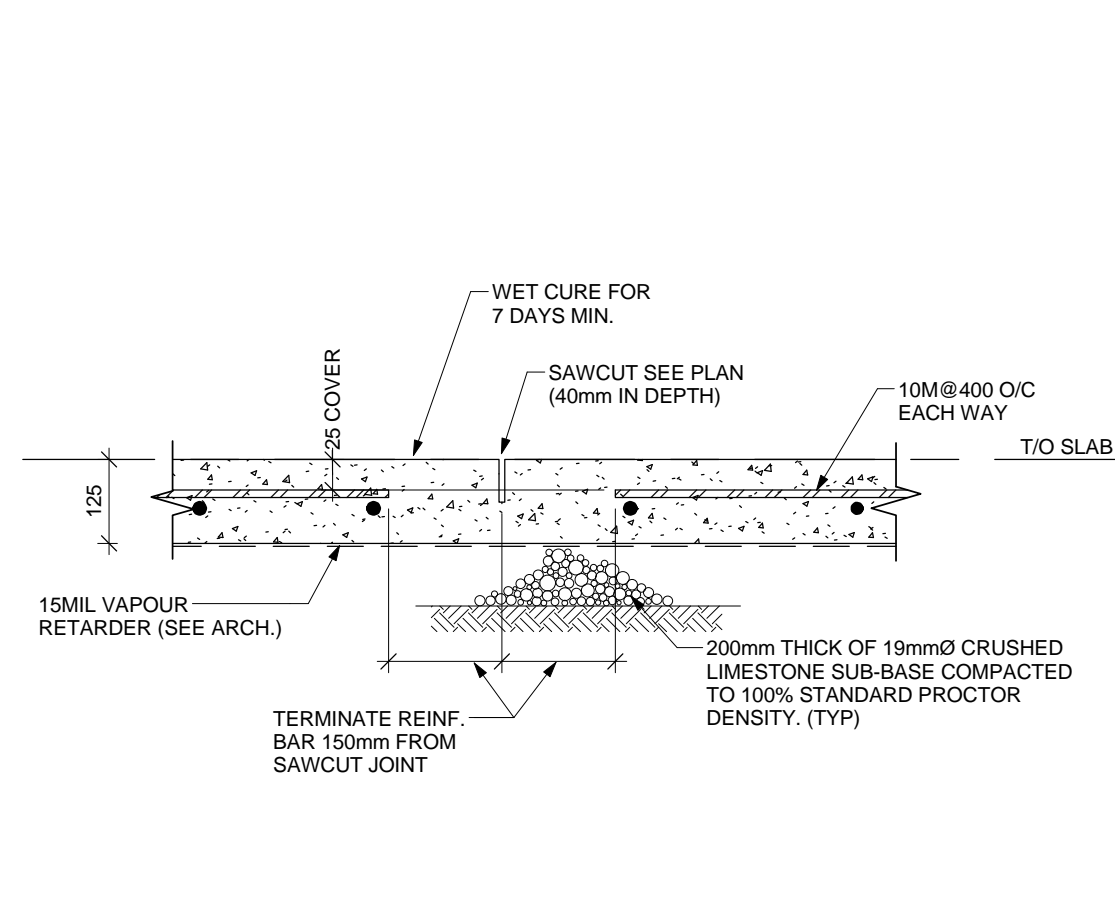 WET CURE FOR
7 DAYS MIN.
25 COVER
SAWCUT SEE PLAN
(40mm IN DEPTH)
10M@400 O/C
EACH WAY
T/O SLAB
125
15MIL VAPOUR
RETARDER (SEE ARCH.)
200mm THICK OF 19mmØ CRUSHED
LIMESTONE SUB-BASE COMPACTED
TO 100% STANDARD PROCTOR
DENSITY. (TYP)
TERMINATE REINF.
BAR 150mm FROM
SAWCUT JOINT